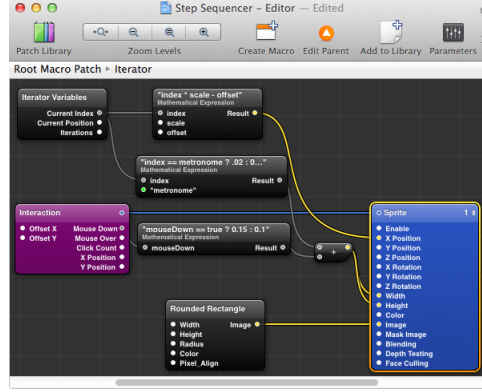 Step Sequencer – Editor — Edited
Patch Library
Zoom Levels
Create Macro
Edit Parent
Add to Library
Parameters
Root Macro Patch ▸ Iterator
Iterator Variables
Current Index
Current Position
Iterations
"index * scale - offset"
Mathematical Expression
index Result
scale
offset
"index == metronome ? .02 : 0..."
Mathematical Expression
index Result
"metronome"
Interaction
Offset X Mouse Down
Offset Y Mouse Over
Click Count
X Position
Y Position
"mouseDown == true ? 0.15 : 0.1"
Mathematical Expression
mouseDown Result
+
Rounded Rectangle
Width Image
Height
Radius
Color
Pixel_Align
Sprite 1
Enable
X Position
Y Position
Z Position
X Rotation
Y Rotation
Z Rotation
Width
Height
Color
Image
Mask Image
Blending
Depth Testing
Face Culling